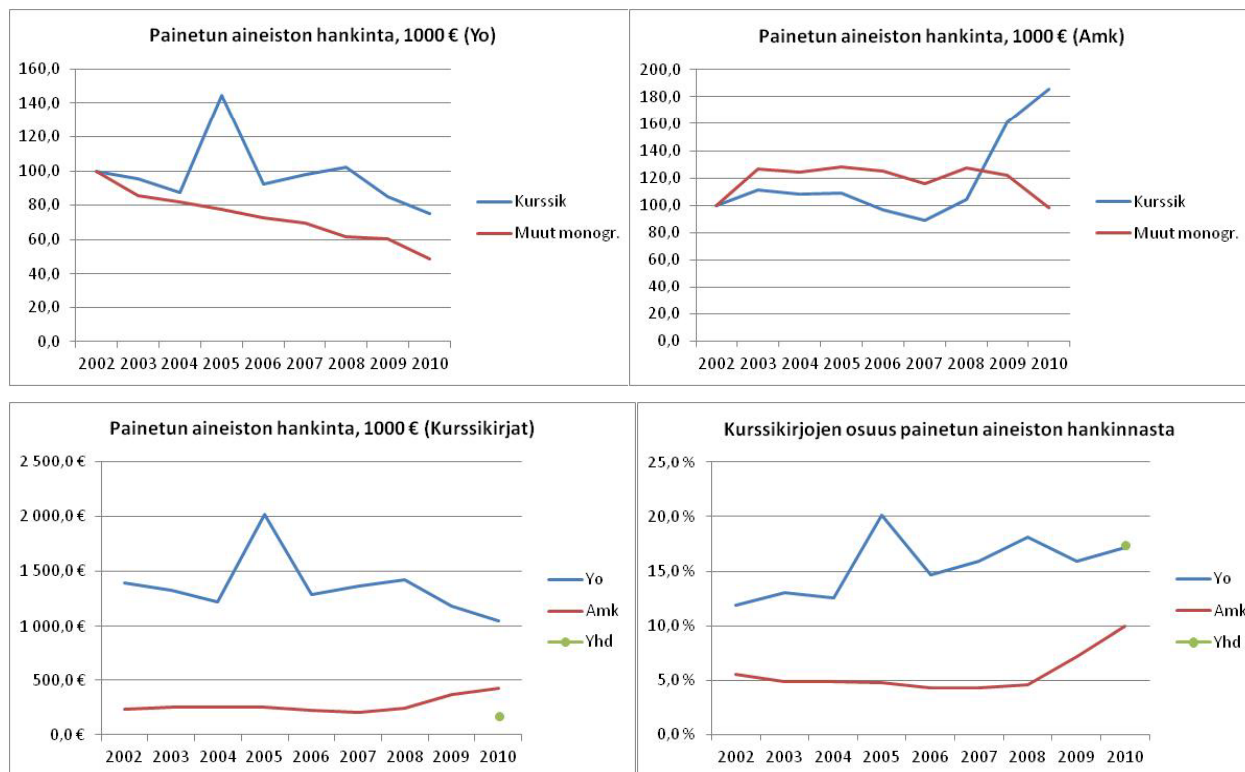 Painetun aineiston hankinta, 1000 € (Yo)
160,0
140,0
120,0
100,0
80,0
60,0
40,0
20,0
0,0
2002 2003 2004 2005 2006 2007 2008 2009 2010
Kurssik
Muut monogr.
Painetun aineiston hankinta, 1000 € (Amk)
200,0
180,0
160,0
140,0
120,0
100,0
80,0
60,0
40,0
20,0
0,0
2002 2003 2004 2005 2006 2007 2008 2009 2010
Kurssik
Muut monogr.
Painetun aineiston hankinta, 1000 € (Kurssikirjat)
2 500,0 €
2 000,0 €
1 500,0 €
1 000,0 €
500,0 €
0,0 €
2002 2003 2004 2005 2006 2007 2008 2009 2010
Yo
Amk
Yhd
Kurssikirjojen osuus painetun aineiston hankinnasta
25,0 %
20,0 %
15,0 %
10,0 %
5,0 %
0,0 %
2002 2003 2004 2005 2006 2007 2008 2009 2010
Yo
Amk
Yhd